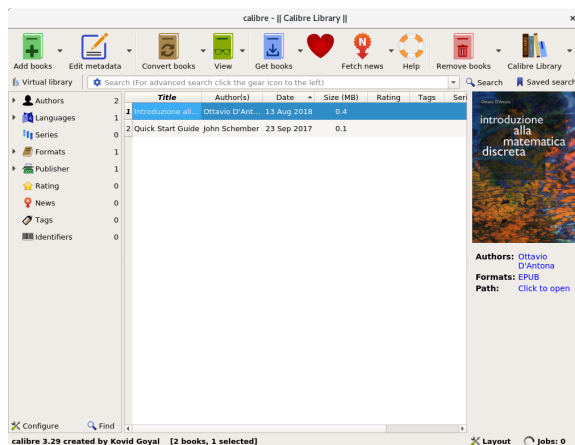 calibre - || Calibre Library ||
Add books Edit metadata Convert books View Get books Fetch news Help Remove books Calibre Library
Virtual library Search (For advanced search click the gear icon to the left) Search Saved search
Title Author(s) Date Size (MB) Rating Tags Seri
1 Introduzione all... Ottavio D'Ant... 13 Aug 2018 0.4
2 Quick Start Guide John Schember 23 Sep 2017 0.1
Authors 2
Languages 1
Series 0
Formats 1
Publisher 1
Rating 0
News 0
Tags 0
Identifiers 0
Ottavio D'Antona
introduzione
alla
matematica
discreta
Authors: Ottavio
D'Antona
Formats: EPUB
Path: Click to open
Configure Find
calibre 3.29 created by Kovid Goyal [2 books, 1 selected] Layout Jobs: 0